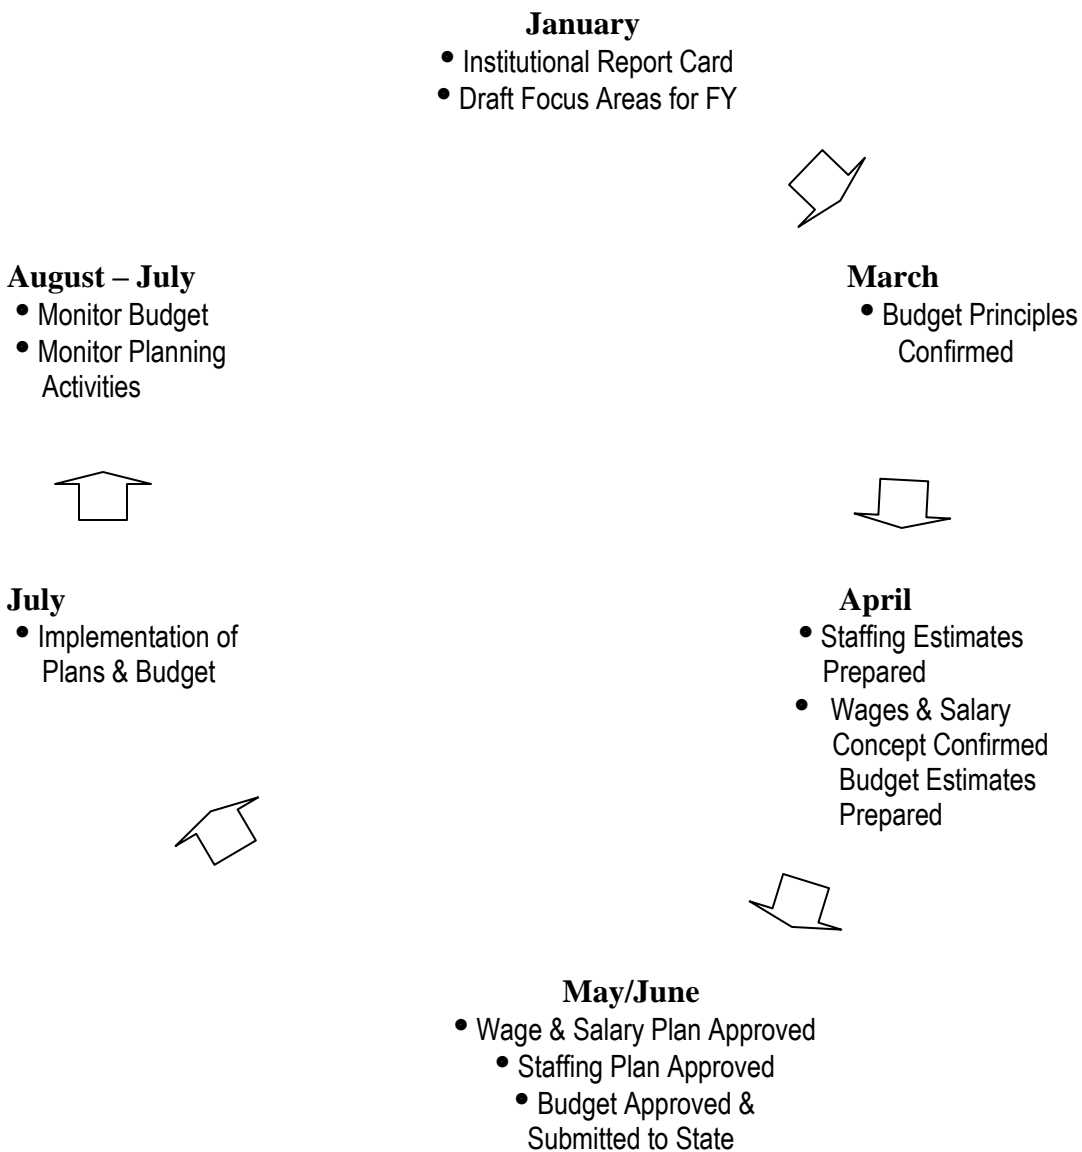 January
• Institutional Report Card
• Draft Focus Areas for FY
August – July
• Monitor Budget
• Monitor Planning
Activities
March
• Budget Principles
Confirmed
July
• Implementation of
Plans & Budget
April
• Staffing Estimates
Prepared
• Wages & Salary
Concept Confirmed
Budget Estimates
Prepared
May/June
• Wage & Salary Plan Approved
• Staffing Plan Approved
• Budget Approved &
Submitted to State